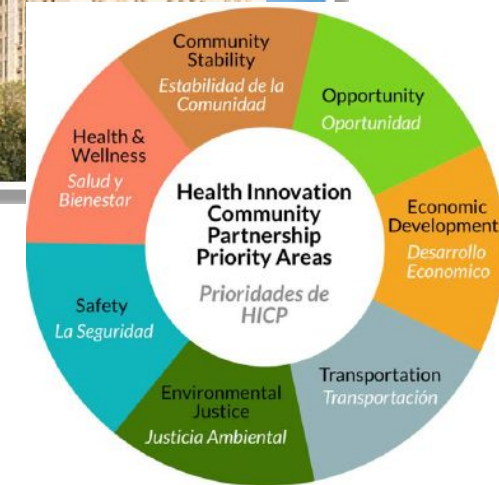 Community
Stability
Estabilidad de la
Comunidad
Opportunity
Oportunidad
Health &
Wellness
Salud y
Bienestar
Health Innovation
Community
Partnership
Priority Areas
Prioridades de
HICP
Economic
Development
Desarrollo
Economico
Safety
La Seguridad
Transportation
Transportación
Environmental
Justice
Justicia Ambiental